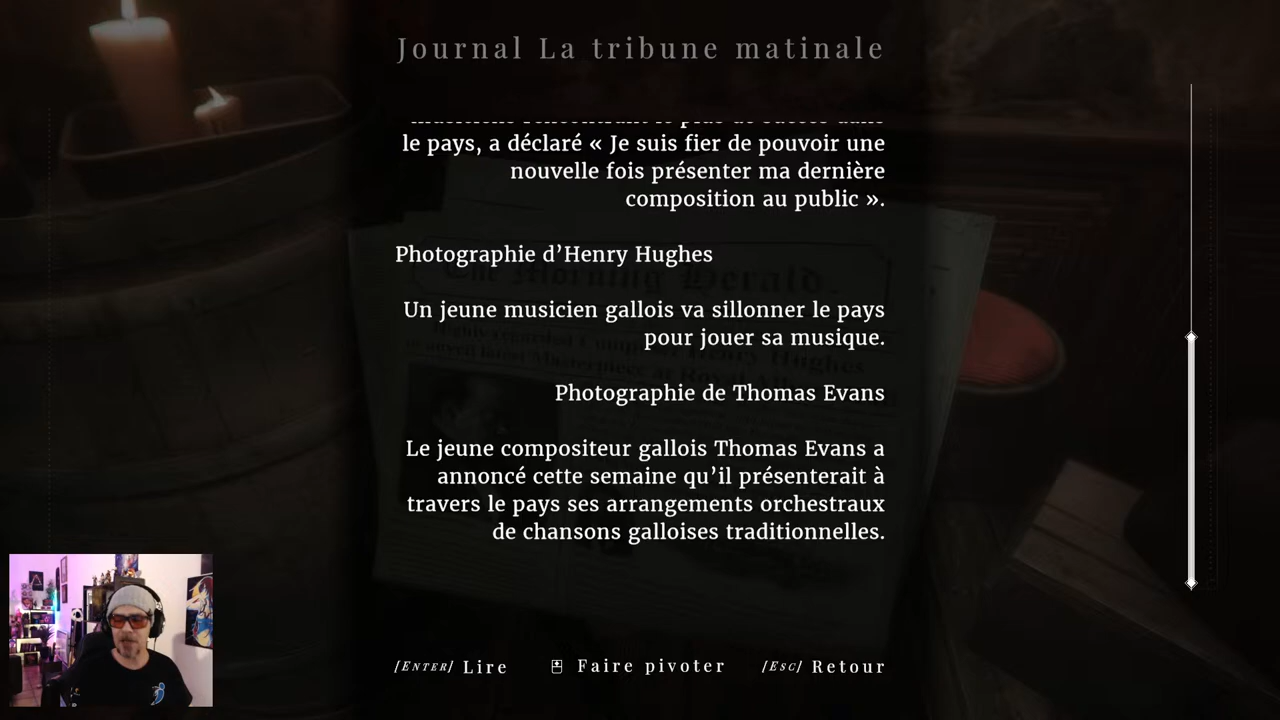 Journal La tribune matinale
le pays, a déclaré « Je suis fier de pouvoir une
nouvelle fois présenter ma dernière
composition au public ».
Photographie d’Henry Hughes
The Morning Herald.
Un jeune musicien gallois va sillonner le pays
pour jouer sa musique.
Photographie de Thomas Evans
Le jeune compositeur gallois Thomas Evans a
annoncé cette semaine qu’il présenterait à
travers le pays ses arrangements orchestraux
de chansons galloises traditionnelles.
[Enter] Lire
Faire pivoter
[Esc] Retour